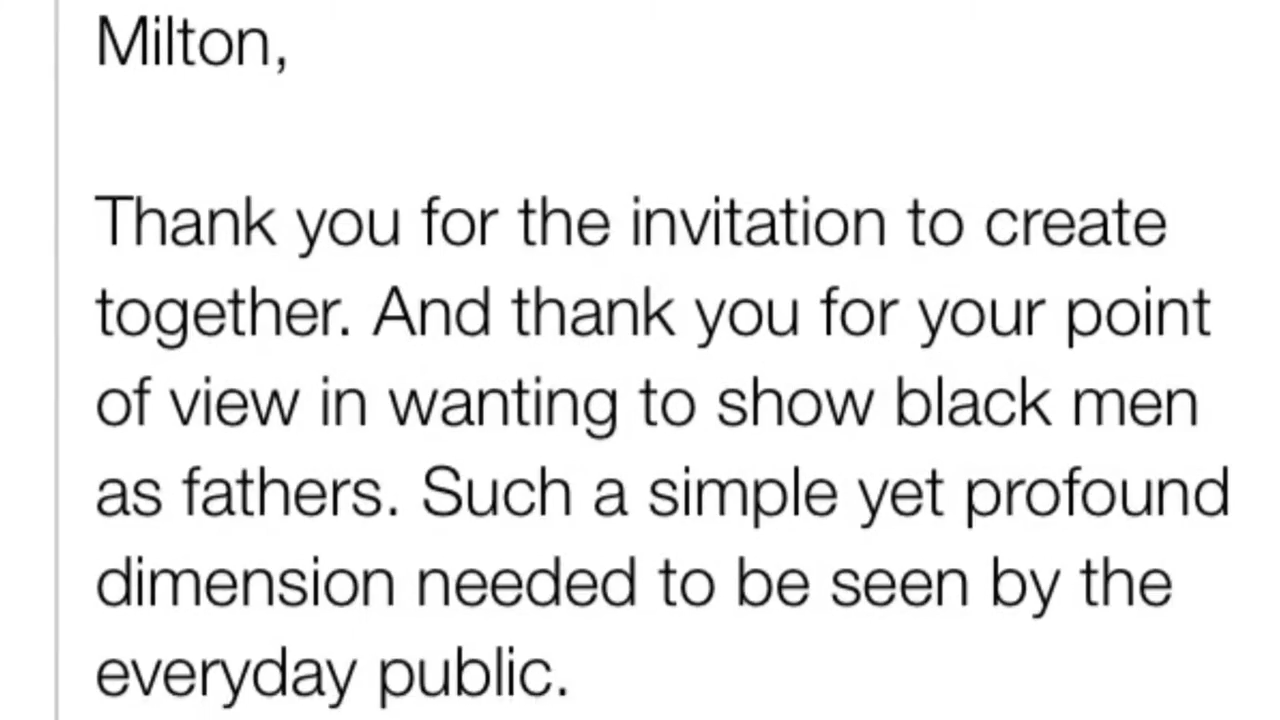 Milton,
Thank you for the invitation to create
together. And thank you for your point
of view in wanting to show black men
as fathers. Such a simple yet profound
dimension needed to be seen by the
everyday public.